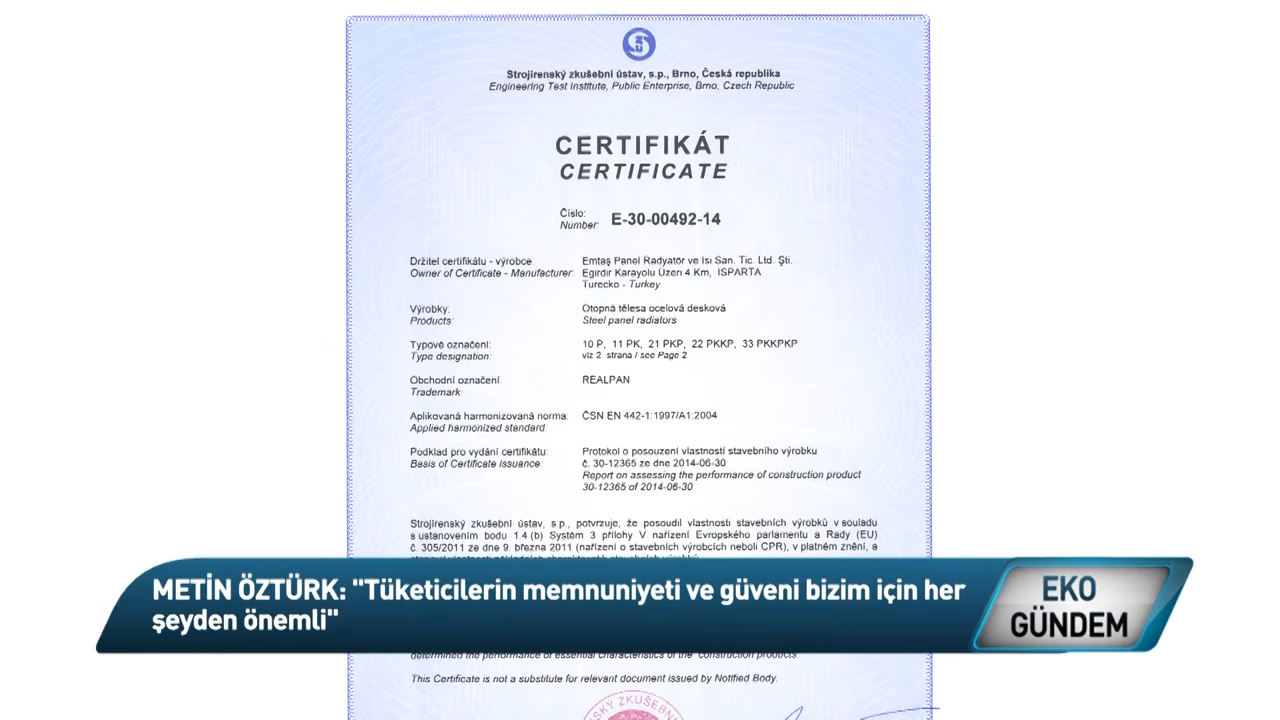 Strojírenský zkušební ústav, s.p., Brno, Česká republika
Engineering Test Institute, Public Enterprise, Brno, Czech Republic
CERTIFIKÁT
CERTIFICATE
Číslo:
Number:
E-30-00492-14
Držitel certifikátu - výrobce
Owner of Certificate - Manufacturer:
Emtaş Panel Radyatör ve Isı San. Tic. Ltd. Şti.
Egirdir Karayolu Uzeri 4 Km, ISPARTA
Turecko - Turkey
Výrobky:
Products:
Otopná tělesa ocelová desková
Steel panel radiators
Typové označení:
Type designation:
10 P, 11 PK, 21 PKP, 22 PKKP, 33 PKKPKP
viz 2. strana / see Page 2
Obchodní označení:
Trademark:
REALPAN
Aplikovaná harmonizovaná norma:
Applied harmonized standard:
ČSN EN 442-1:1997/A1:2004
Podklad pro vydání certifikátu:
Basis of Certificate issuance:
Protokol o posouzení vlastností stavebního výrobku
č. 30-12365 ze dne 2014-06-30
Report on assessing the performance of construction product
30-12365 of 2014-06-30
Strojírenský zkušební ústav, s.p., potvrzuje, že posoudil vlastnosti stavebních výrobků v souladu
s ustanovením bodu 1.4 (b) Systém 3 přílohy V nařízení Evropského parlamentu a Rady (EU)
č. 305/2011 ze dne 9. března 2011 (nařízení o stavebních výrobcích neboli CPR), v platném znění, a
METİN ÖZTÜRK: "Tüketicilerin memnuniyeti ve güveni bizim için her
şeyden önemli"
EKO
GÜNDEM
determined the performance of essential characteristics of the construction products
This Certificate is not a substitute for relevant document issued by Notified Body.